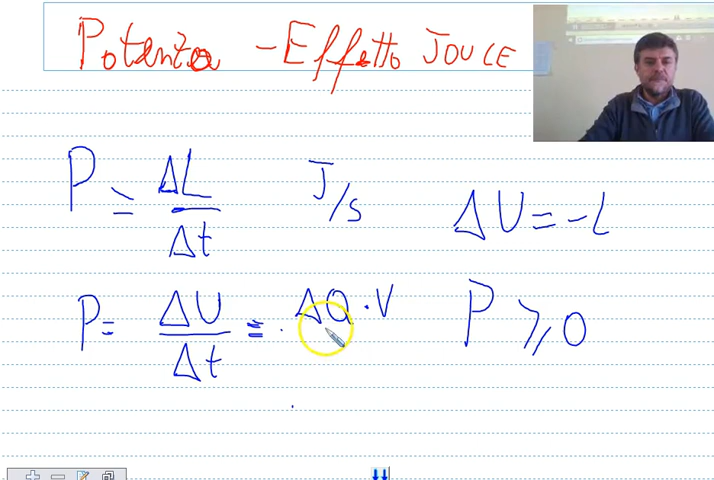 Potenza - Effetto JOULE
P = ΔL/Δt J/s ΔU = -L
P = ΔU/Δt = ΔQ · V P ⩾ 0